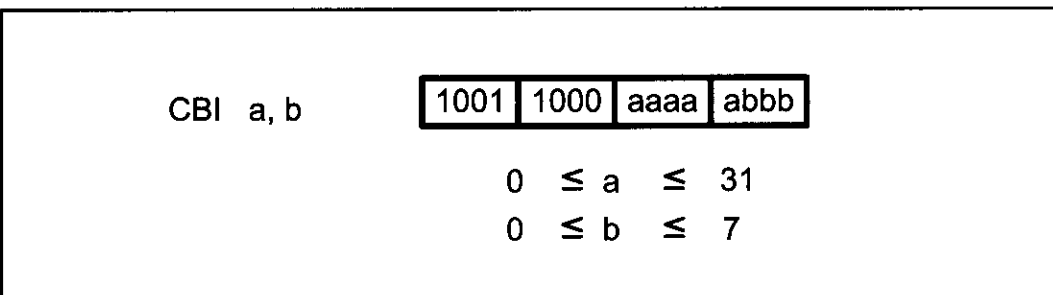 CBI a, b 1001 1000 aaaa abbb
0 ≤ a ≤ 31
0 ≤ b ≤ 7